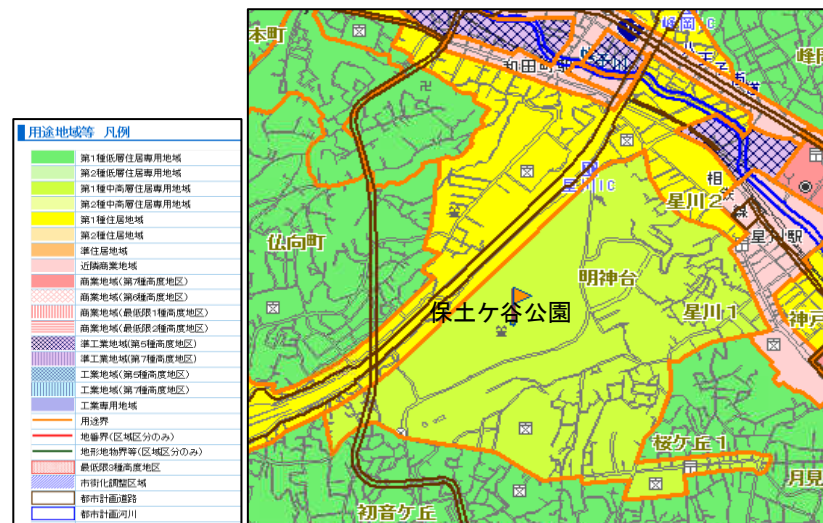 用途地域等 凡例
第1種低層住居専用地域
第2種低層住居専用地域
第1種中高層住居専用地域
第2種中高層住居専用地域
第1種住居地域
第2種住居地域
準住居地域
近隣商業地域
商業地域(第7種高度地区)
商業地域(第6種高度地区)
商業地域(最低限1種高度地区)
商業地域(最低限2種高度地区)
準工業地域(第5種高度地区)
準工業地域(第7種高度地区)
工業地域(第5種高度地区)
工業地域(第7種高度地区)
工業専用地域
用途界
地番界(区域区分のみ)
地形地物界等(区域区分のみ)
最低限3種高度地区
市街化調整区域
都市計画道路
都市計画河川
本町
峰岡IC
和田町駅
八王子街道
峰岡
星川IC
星川2
相鉄
星川駅
仏向町
明神台
保土ケ谷公園
星川1
神戸
桜ケ丘1
月見
初音ケ丘